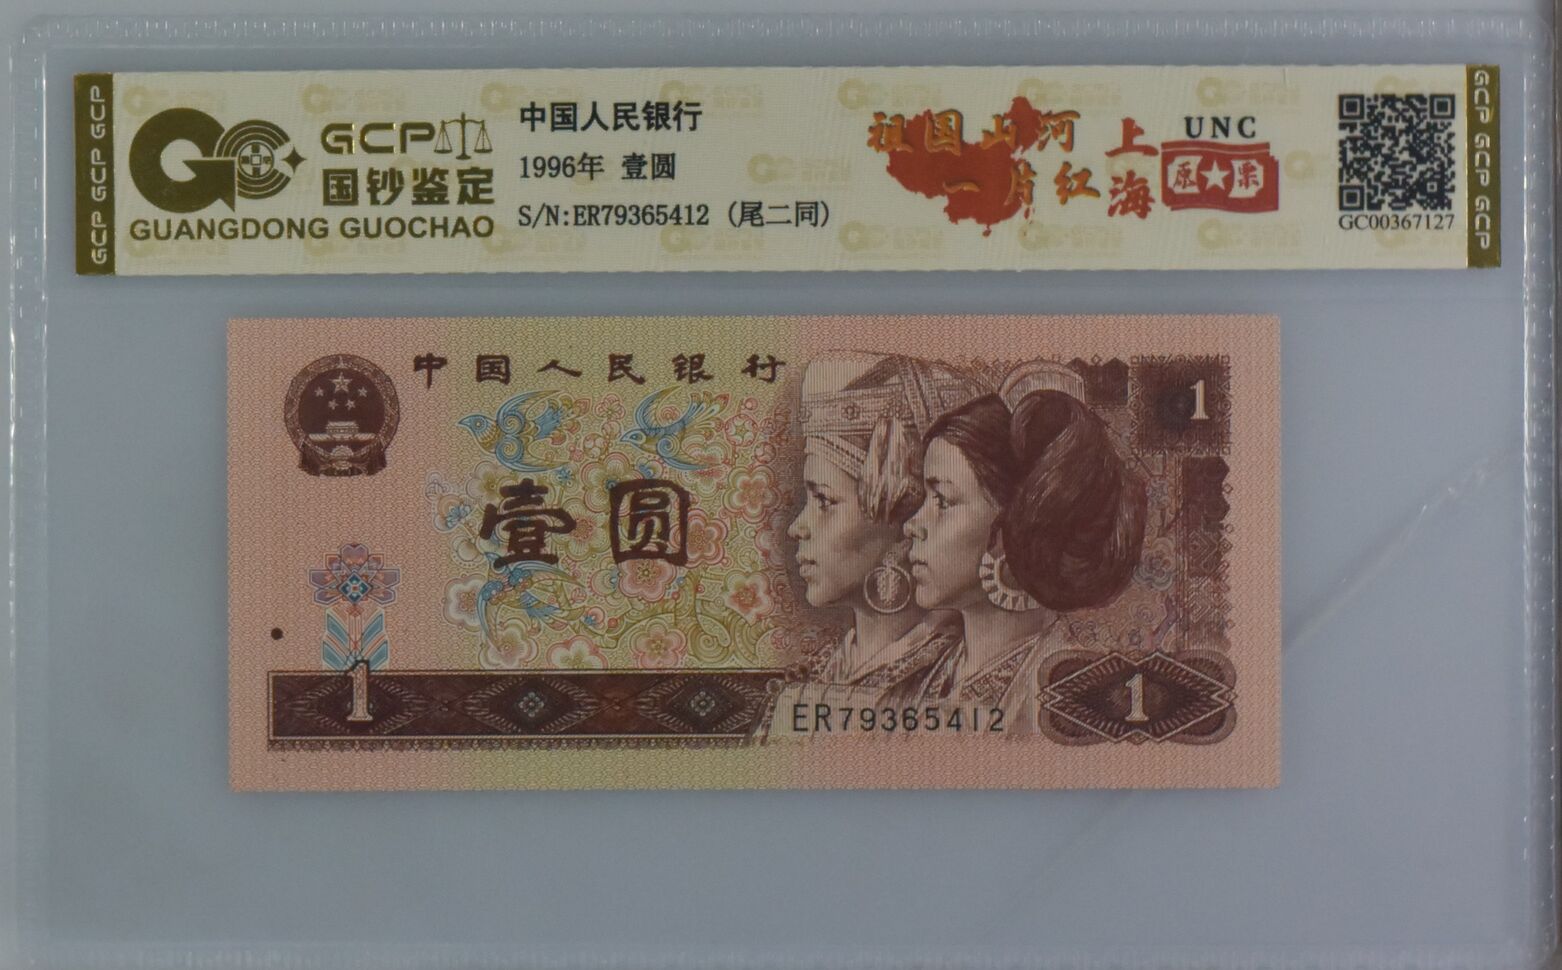 GCP GCP GCP
GCP
国钞鉴定
GUANGDONG GUOCHAO
中国人民银行
1996年 壹圆
S/N:ER79365412 (尾二同)
祖国山河
一片红
上海
UNC
原★票
GC00367127
GCP GCP GCP
中国人民银行
1
壹圆
1
ER79365412
1